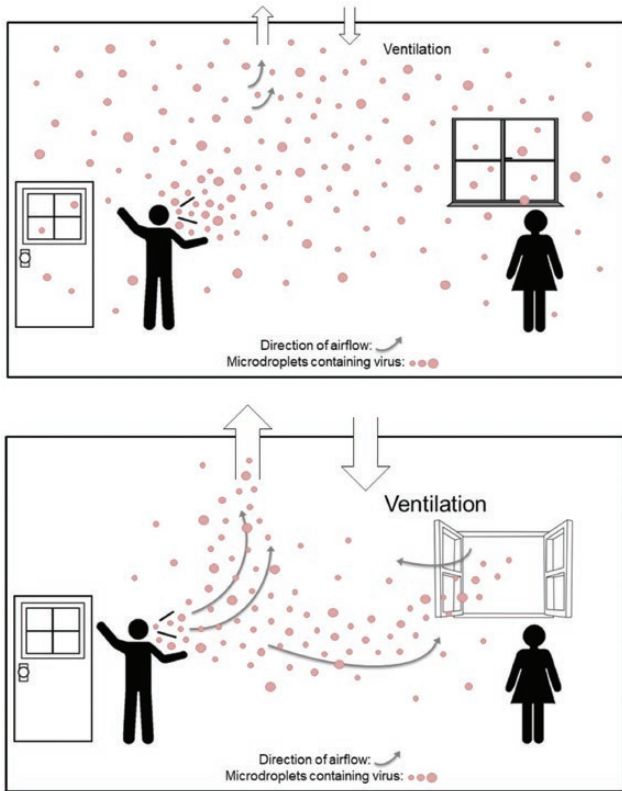 Ventilation
Direction of airflow:
Microdroplets containing virus:
Ventilation
Direction of airflow:
Microdroplets containing virus: